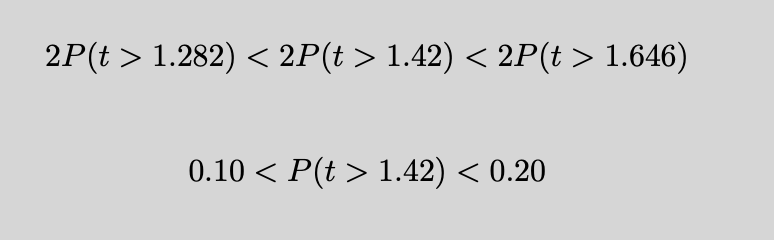 2P(t > 1.282) < 2P(t > 1.42) < 2P(t > 1.646)
0.10 < P(t > 1.42) < 0.20